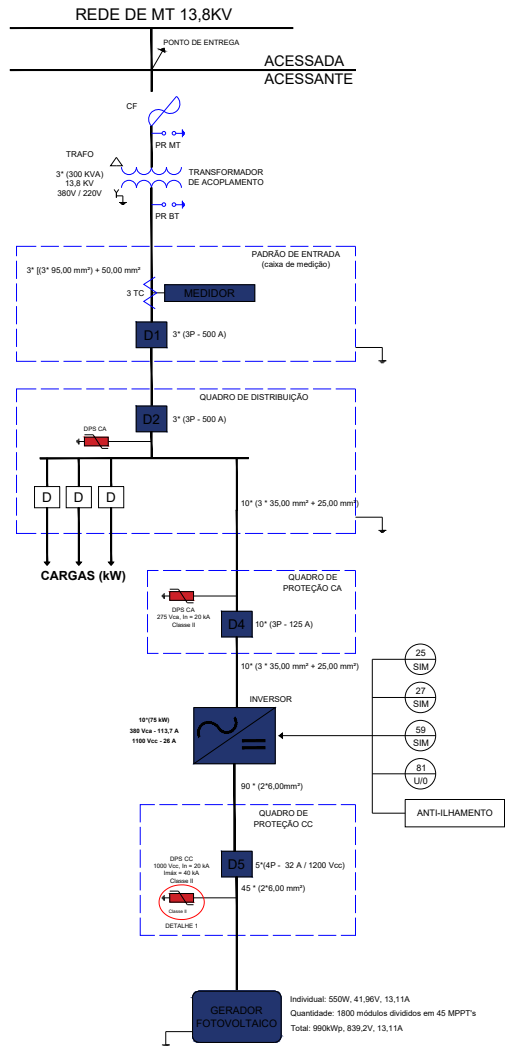 REDE DE MT 13,8KV
PONTO DE ENTREGA
ACESSADA
ACESSANTE
CF
PR MT
TRAFO
3* (300 KVA)
13,8 KV
380V / 220V
TRANSFORMADOR
DE ACOPLAMENTO
PR BT
PADRÃO DE ENTRADA
(caixa de medição)
3* [(3* 95,00 mm²) + 50,00 mm²
3 TC
MEDIDOR
D1
3* (3P - 500 A)
QUADRO DE DISTRIBUIÇÃO
D2
3* (3P - 500 A)
DPS CA
D
D
D
10* (3 * 35,00 mm² + 25,00 mm²)
CARGAS (kW)
QUADRO DE
PROTEÇÃO CA
DPS CA
275 Vca, In = 20 kA
Classe II
D4
10* (3P - 125 A)
10* (3 * 35,00 mm² + 25,00 mm²)
25
SIM
27
SIM
59
SIM
81
U/0
ANTI-ILHAMENTO
INVERSOR
10*(75 kW)
380 Vca - 113,7 A
1100 Vcc - 26 A
90 * (2*6,00mm²)
QUADRO DE
PROTEÇÃO CC
DPS CC
1000 Vcc, In = 20 kA
Imáx = 40 kA
Classe II
D5
5*(4P - 32 A / 1200 Vcc)
45 * (2*6,00 mm²)
Classe II
DETALHE 1
GERADOR
FOTOVOLTAICO
Individual: 550W, 41,96V, 13,11A
Quantidade: 1800 módulos divididos em 45 MPPT's
Total: 990kWp, 839,2V, 13,11A